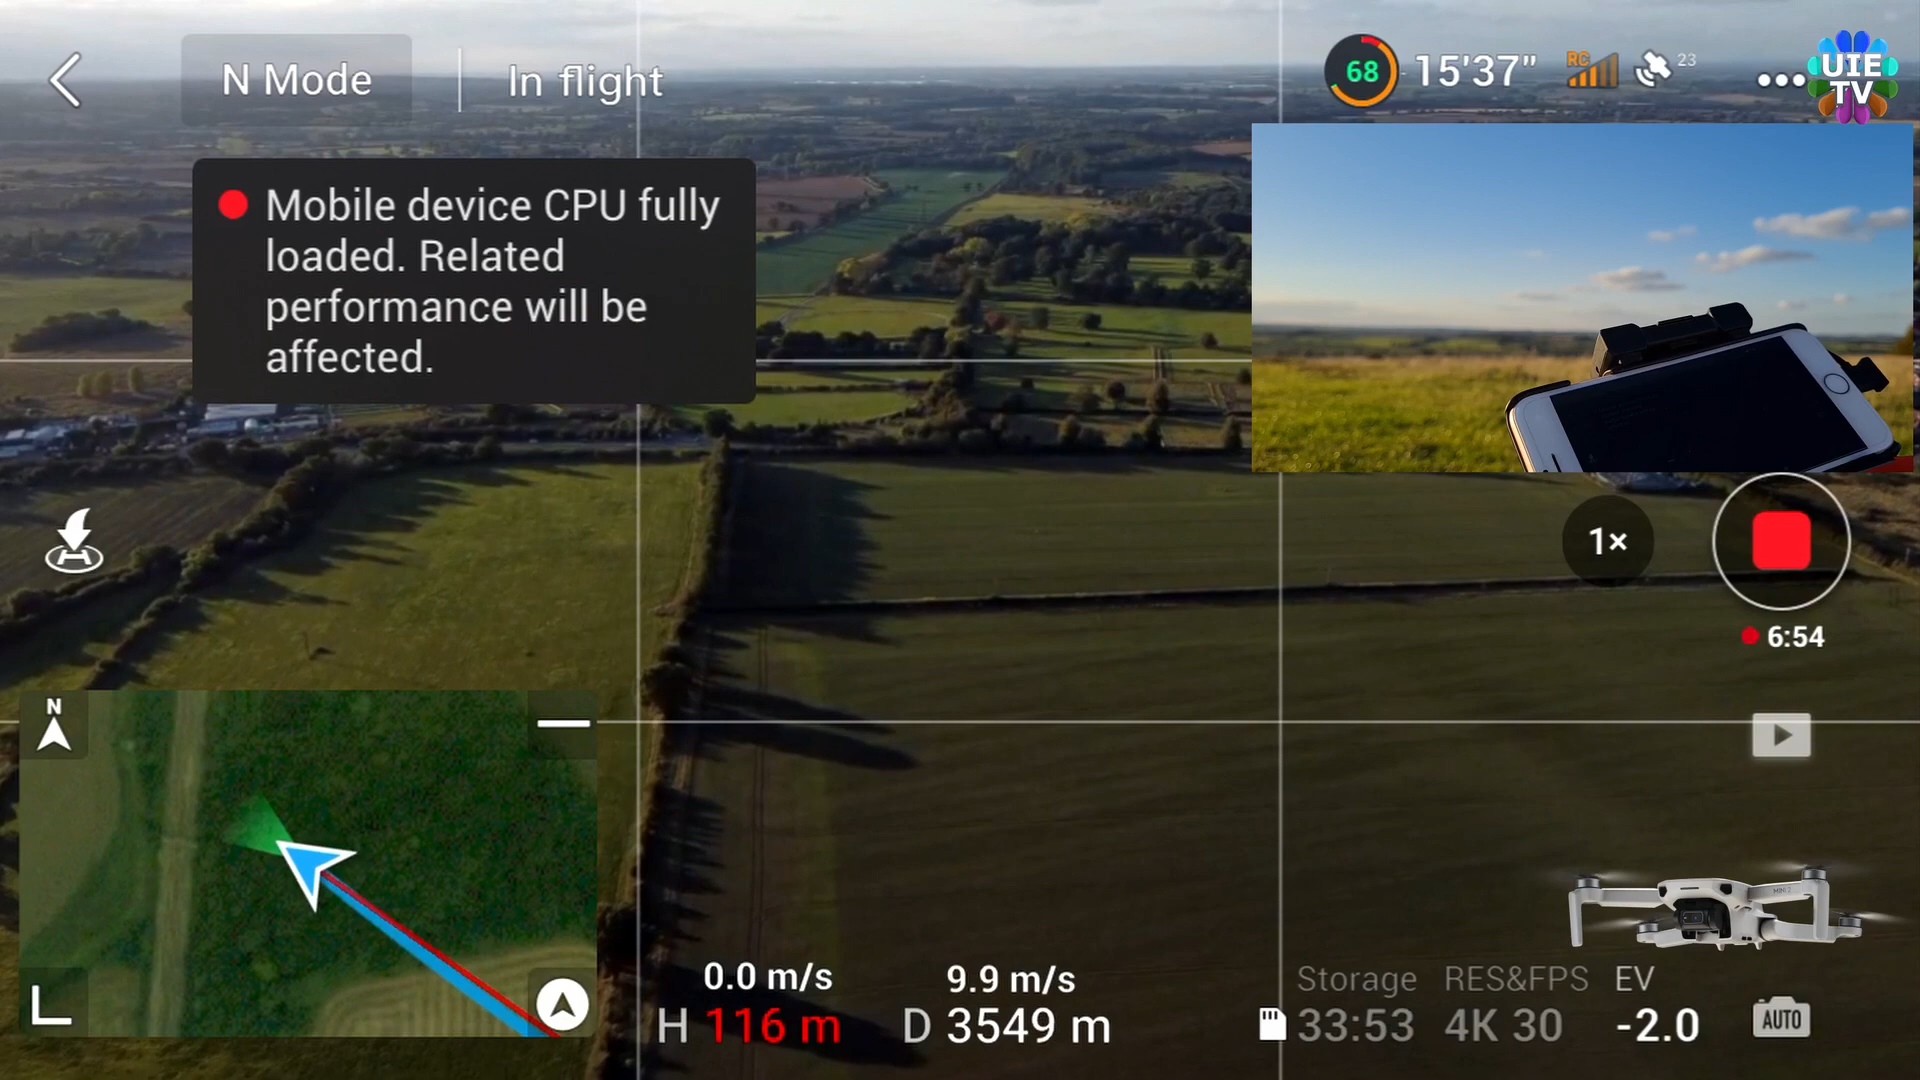 N Mode
In flight
68
15'37"
RC
23
UIE
TV
Mobile device CPU fully
loaded. Related
performance will be
affected.
1×
6:54
N
0.0 m/s
9.9 m/s
H 116 m
D 3549 m
Storage
RES&FPS
EV
33:53
4K 30
-2.0
AUTO
MINI 2